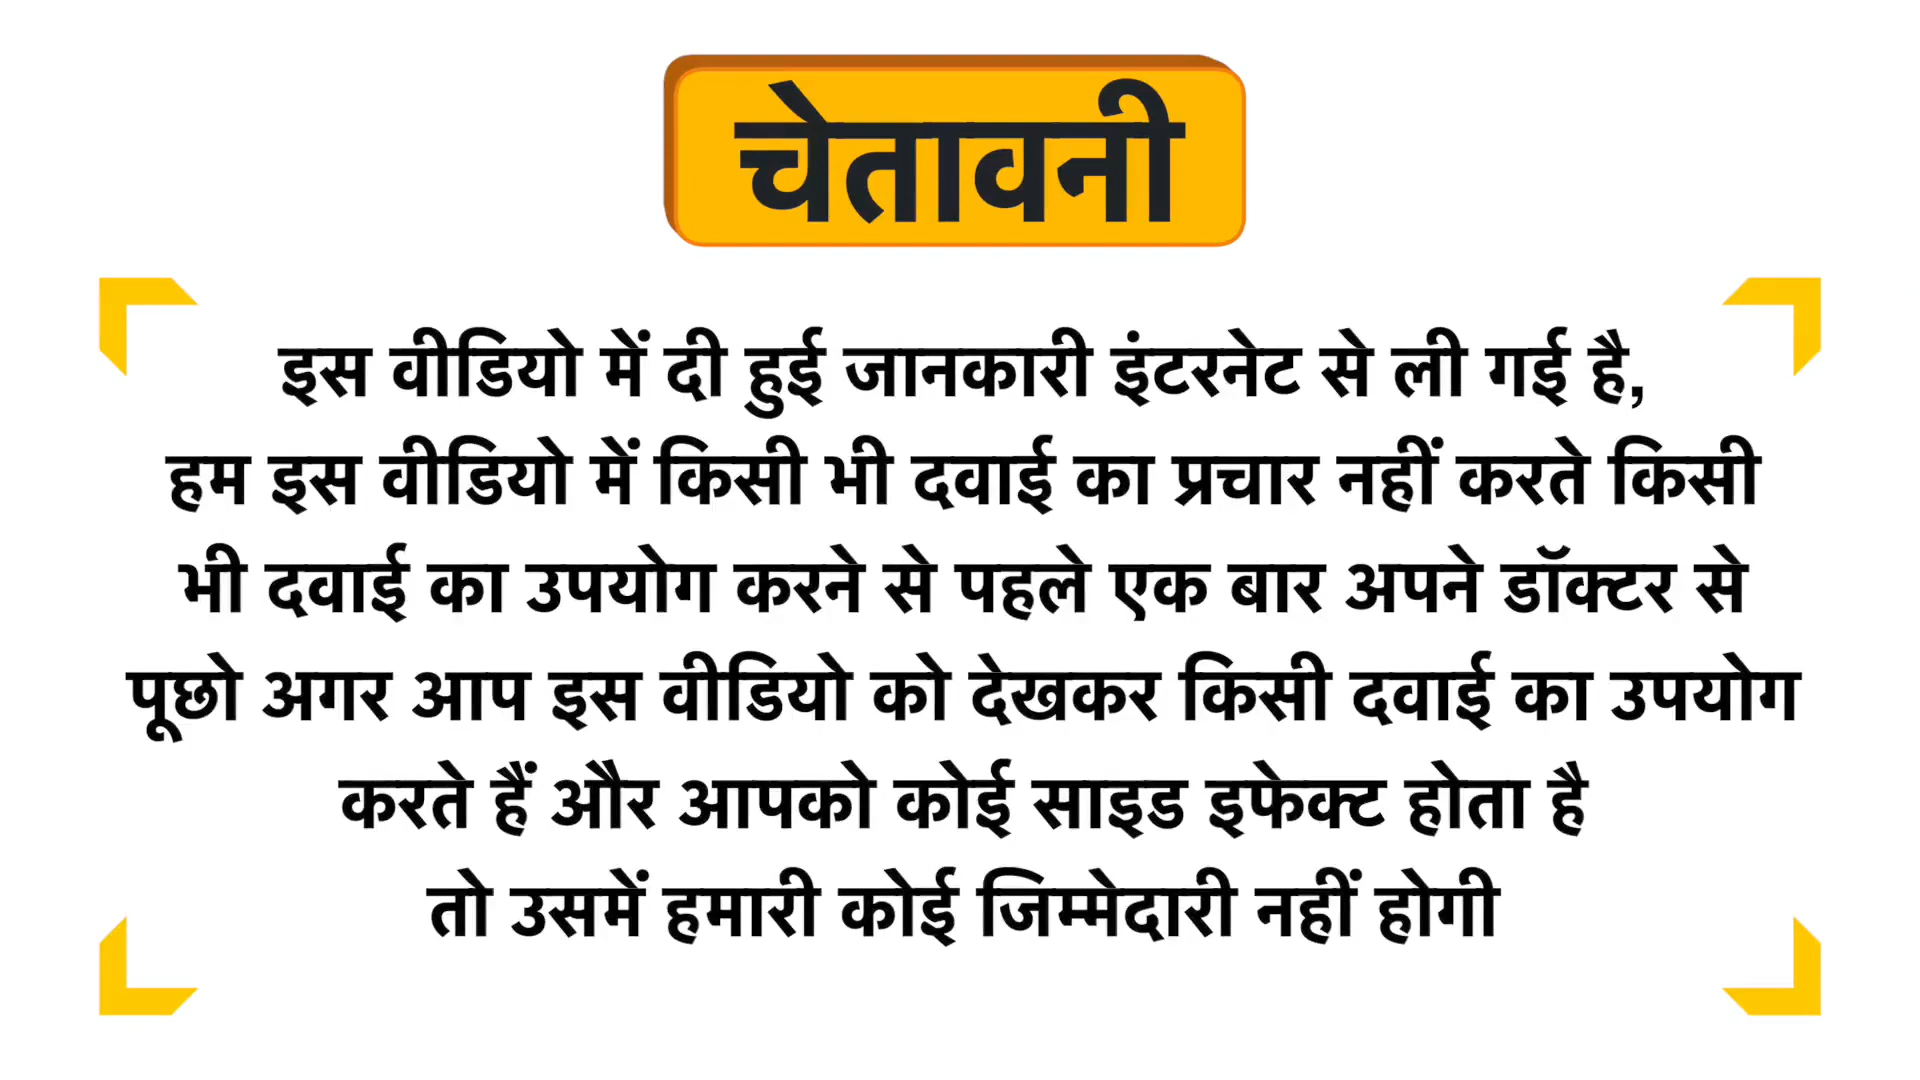 चेतावनी
इस वीडियो में दी हुई जानकारी इंटरनेट से ली गई है,
हम इस वीडियो में किसी भी दवाई का प्रचार नहीं करते किसी
भी दवाई का उपयोग करने से पहले एक बार अपने डॉक्टर से
पूछो अगर आप इस वीडियो को देखकर किसी दवाई का उपयोग
करते हैं और आपको कोई साइड इफेक्ट होता है
तो उसमें हमारी कोई जिम्मेदारी नहीं होगी